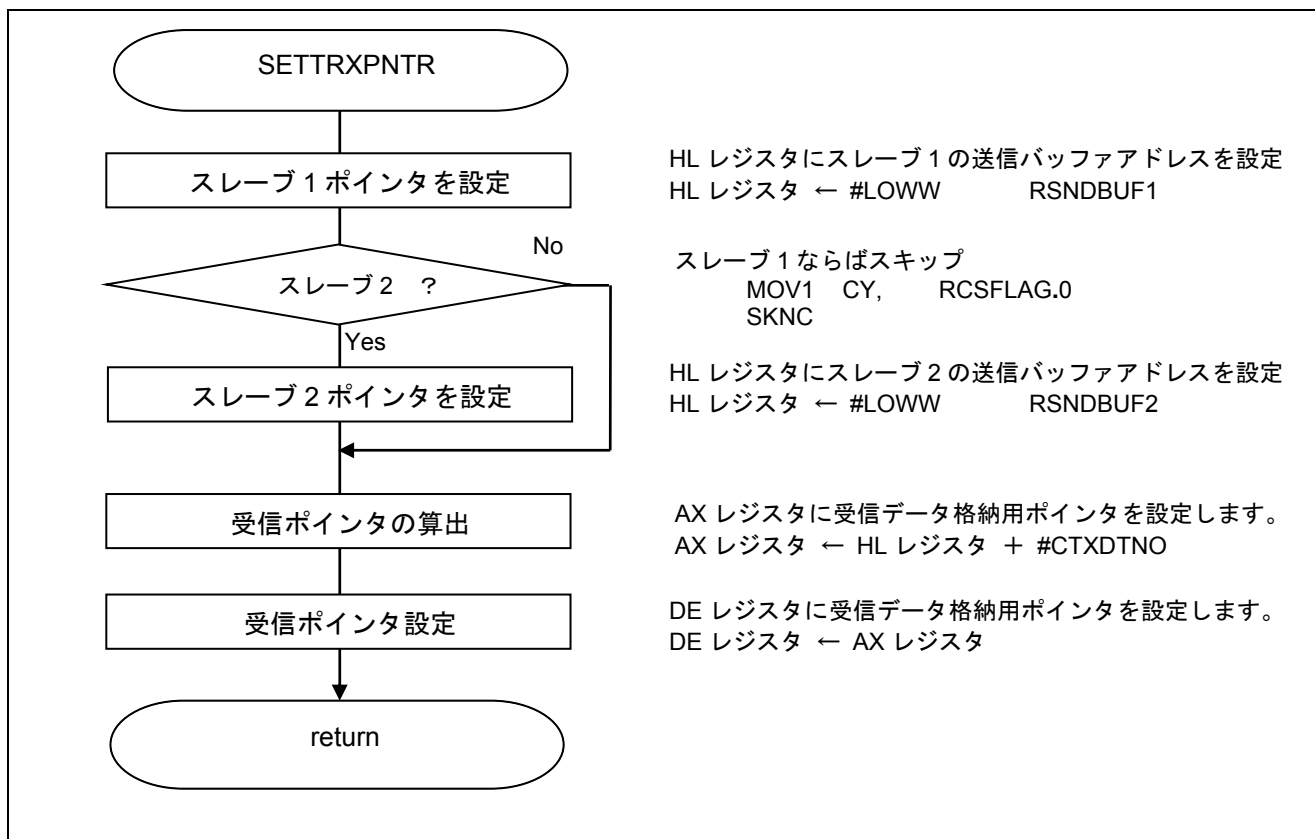 SETTRXPNTR
スレーブ 1 ポインタを設定
HL レジスタにスレーブ 1 の送信バッファアドレスを設定
HL レジスタ ← #LOWW RSNDBUF1
No
スレーブ 2 ?
スレーブ 1 ならばスキップ
MOV1 CY, RCSFLAG.0
SKNC
Yes
スレーブ 2 ポインタを設定
HL レジスタにスレーブ 2 の送信バッファアドレスを設定
HL レジスタ ← #LOWW RSNDBUF2
受信ポインタの算出
AX レジスタに受信データ格納用ポインタを設定します。
AX レジスタ ← HL レジスタ + #CTXDTNO
受信ポインタ設定
DE レジスタに受信データ格納用ポインタを設定します。
DE レジスタ ← AX レジスタ
return